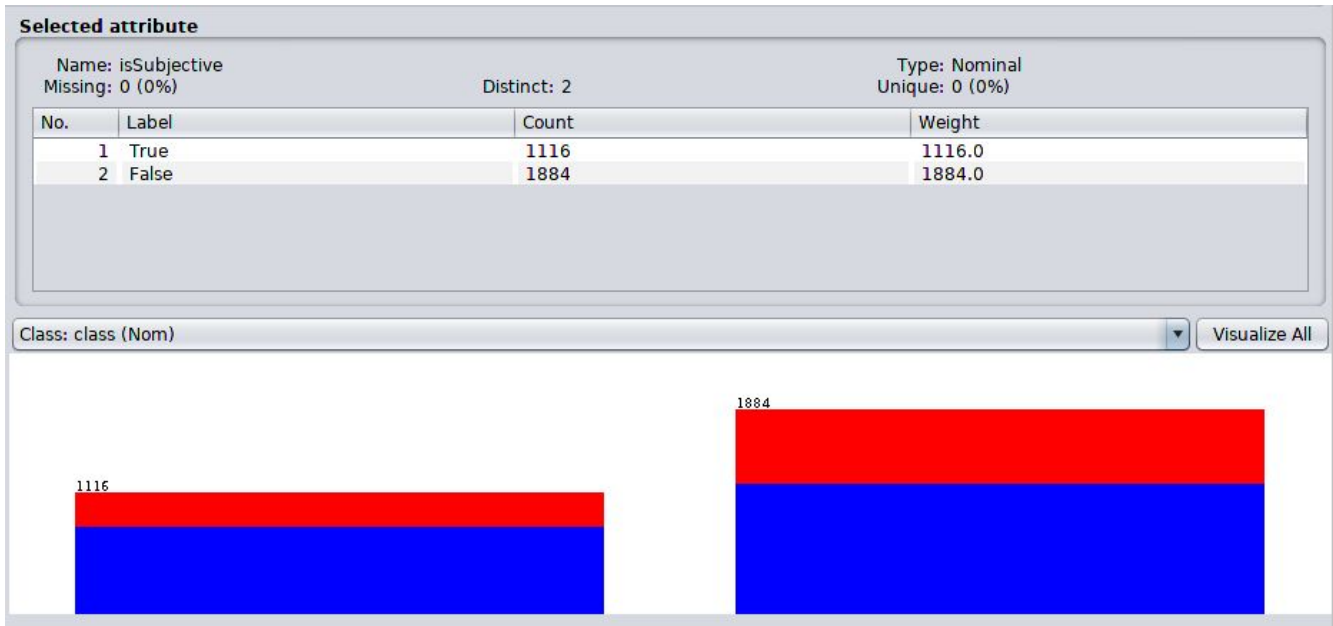 Selected attribute
Name: isSubjective Type: Nominal
Missing: 0 (0%) Distinct: 2 Unique: 0 (0%)
No. Label Count Weight
1 True 1116 1116.0
2 False 1884 1884.0
Class: class (Nom) Visualize All
1884
1116